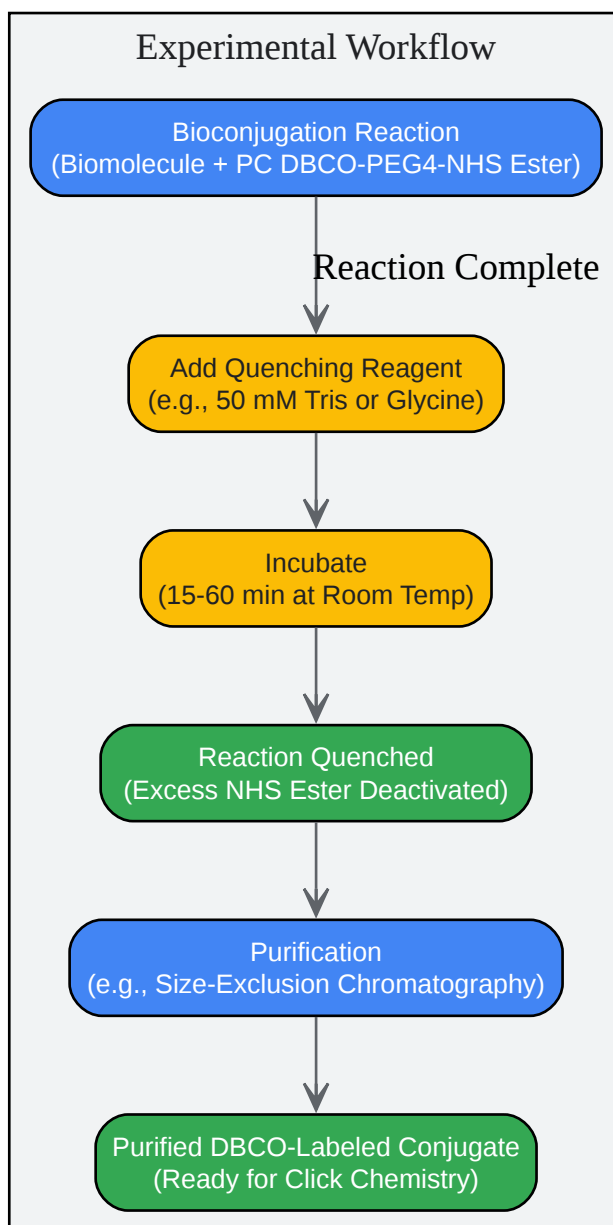 Experimental Workflow
Bioconjugation Reaction
(Biomolecule + PC DBCO-PEG4-NHS Ester)
Reaction Complete
Add Quenching Reagent
(e.g., 50 mM Tris or Glycine)
Incubate
(15-60 min at Room Temp)
Reaction Quenched
(Excess NHS Ester Deactivated)
Purification
(e.g., Size-Exclusion Chromatography)
Purified DBCO-Labeled Conjugate
(Ready for Click Chemistry)